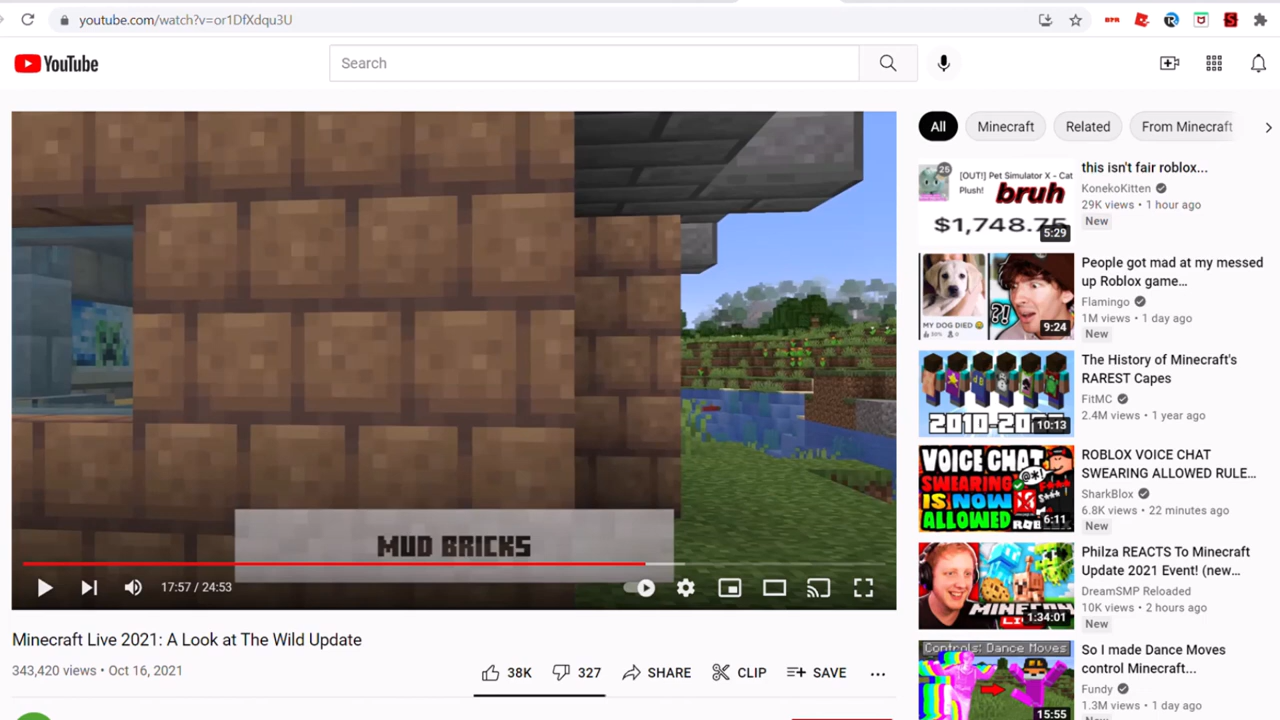 youtube.com/watch?v=or1DfXdqu3U
YouTube
Search
All
Minecraft
Related
From Minecraft
25
[OUT!] Pet Simulator X - Cat
Plush!
bruh
$1,748.75
5:29
this isn't fair roblox...
KonekoKitten
29K views • 1 hour ago
New
MY DOG DIED
?!
9:24
People got mad at my messed
up Roblox game...
Flamingo
1M views • 1 day ago
New
10:13
The History of Minecraft's
RAREST Capes
FitMC
2.4M views • 1 year ago
VOICE CHAT
SWEARING
IS NOW
ALLOWED
6:11
ROBLOX VOICE CHAT
SWEARING ALLOWED RULE...
SharkBlox
6.8K views • 22 minutes ago
New
1:34:01
Philza REACTS To Minecraft
Update 2021 Event! (new...
DreamSMP Reloaded
10K views • 2 hours ago
New
Controls: Dance Moves
15:55
So I made Dance Moves
control Minecraft...
Fundy
1.3M views • 1 day ago
MUD BRICKS
17:57 / 24:53
Minecraft Live 2021: A Look at The Wild Update
343,420 views • Oct 16, 2021
38K
327
SHARE
CLIP
SAVE